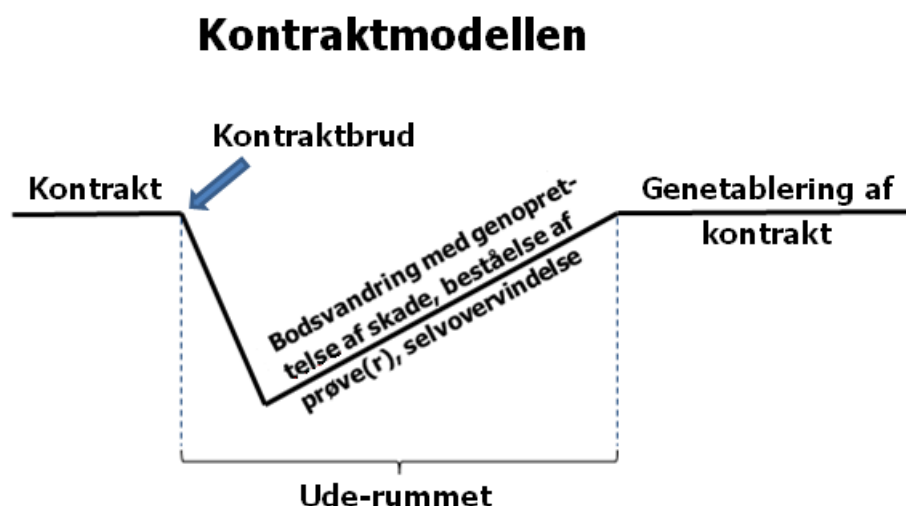 Kontraktmodellen
Kontraktbrud
Kontrakt
Genetablering af
kontrakt
Bodsvandring med genopret-
telse af skade, beståelse af
prøve(r), selvovervindelse
Ude-rummet